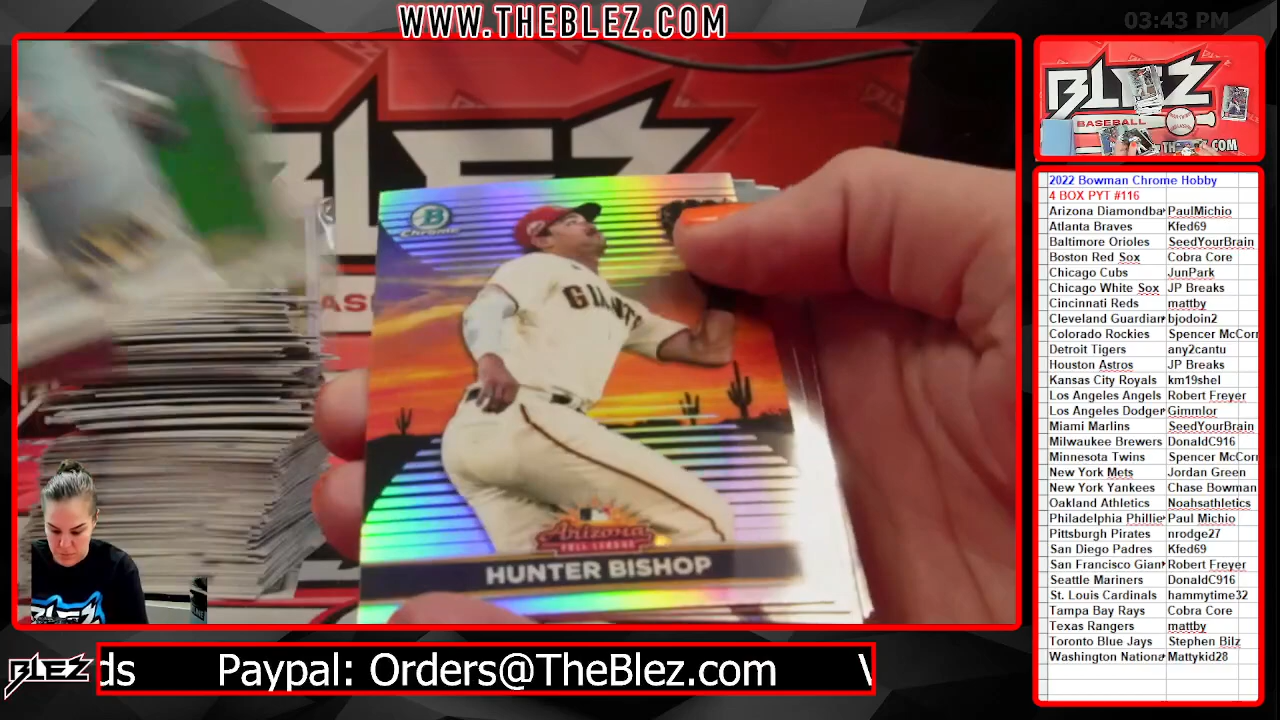 WWW.THEBLEZ.COM
03:43 PM
BLEZ
BASEBALL
B
Chrome
GIANTS
Arizona
FALL LEAGUE
HUNTER BISHOP
BLEZ
ds Paypal: Orders@TheBlez.com
2022 Bowman Chrome Hobby
4 BOX PYT #116
Arizona Diamondba PaulMichio
Atlanta Braves Kfed69
Baltimore Orioles SeedYourBrain
Boston Red Sox Cobra Core
Chicago Cubs JunPark
Chicago White Sox JP Breaks
Cincinnati Reds mattby
Cleveland Guardian bjodoin2
Colorado Rockies Spencer McCorr
Detroit Tigers any2cantu
Houston Astros JP Breaks
Kansas City Royals km19shel
Los Angeles Angels Robert Freyer
Los Angeles Dodger Gimmlor
Miami Marlins SeedYourBrain
Milwaukee Brewers DonaldC916
Minnesota Twins Spencer McCorr
New York Mets Jordan Green
New York Yankees Chase Bowman
Oakland Athletics Noahsathletics
Philadelphia Phillie Paul Michio
Pittsburgh Pirates nrodge27
San Diego Padres Kfed69
San Francisco Gian Robert Freyer
Seattle Mariners DonaldC916
St. Louis Cardinals hammytime32
Tampa Bay Rays Cobra Core
Texas Rangers mattby
Toronto Blue Jays Stephen Bilz
Washington Nationa Mattykid28